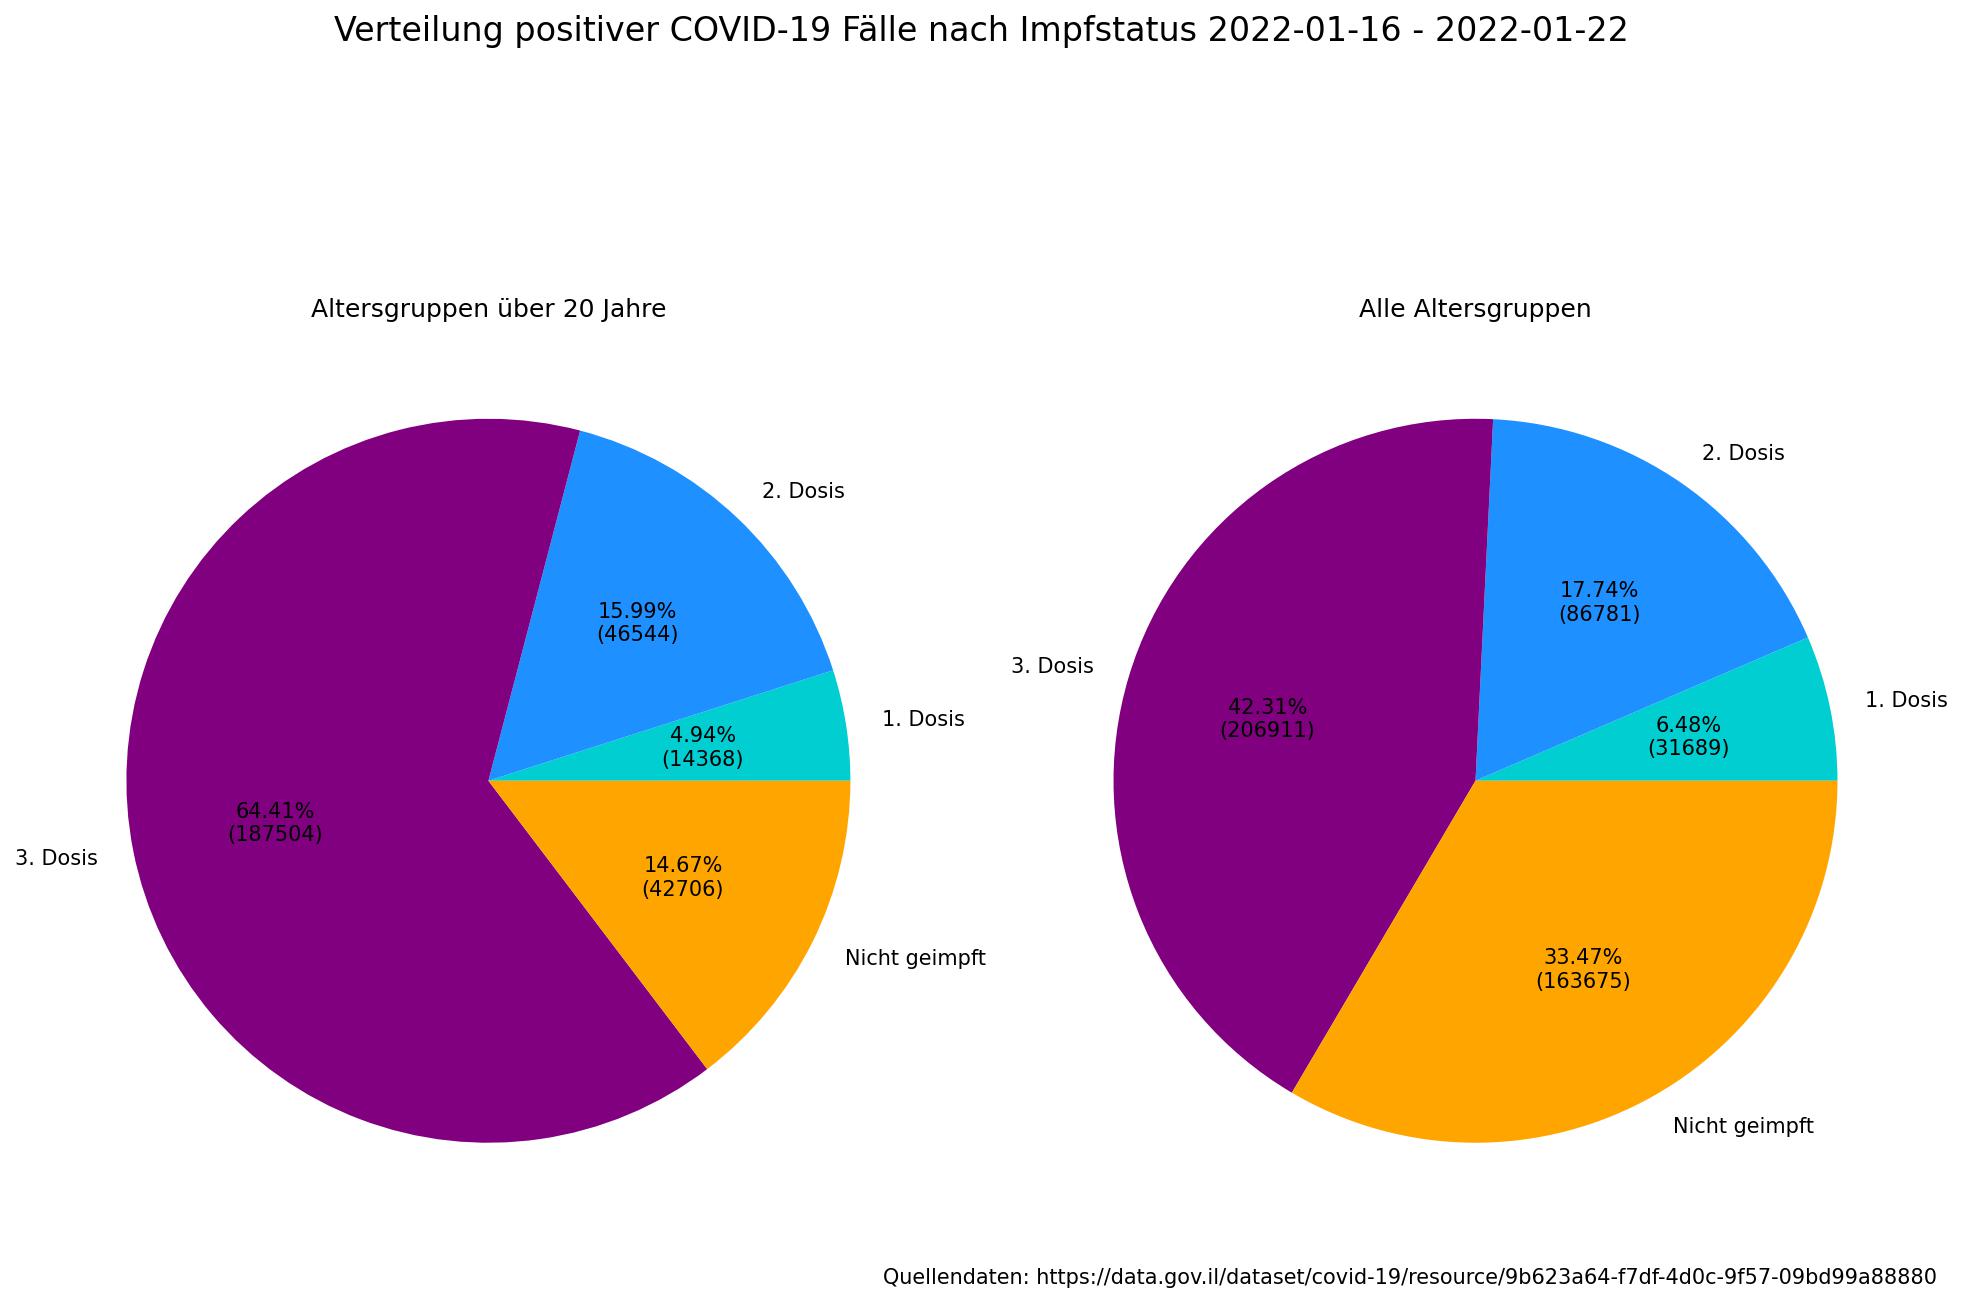 Verteilung positiver COVID-19 Fälle nach Impfstatus 2022-01-16 - 2022-01-22
Altersgruppen über 20 Jahre
2. Dosis
15.99%
(46544)
1. Dosis
4.94%
(14368)
64.41%
(187504)
3. Dosis
14.67%
(42706)
Nicht geimpft
Alle Altersgruppen
2. Dosis
17.74%
(86781)
3. Dosis
1. Dosis
42.31%
(206911)
6.48%
(31689)
33.47%
(163675)
Nicht geimpft
Quellendaten: https://data.gov.il/dataset/covid-19/resource/9b623a64-f7df-4d0c-9f57-09bd99a88880